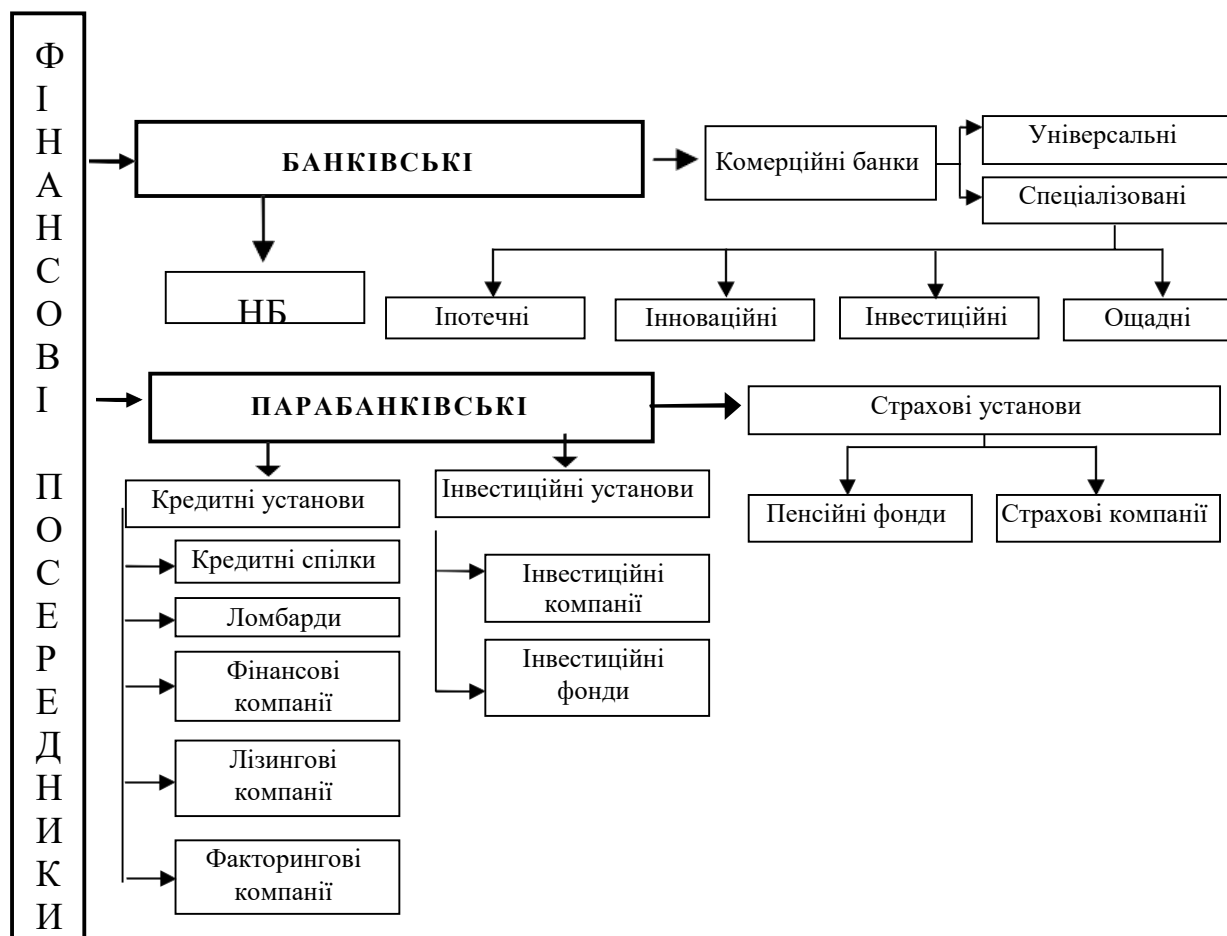 ФІНАНСОВІ ПОСЕРЕДНИКИ
БАНКІВСЬКІ
Комерційні банки
Універсальні
Спеціалізовані
НБ
Іпотечні
Інноваційні
Інвестиційні
Ощадні
ПАРАБАНКІВСЬКІ
Страхові установи
Кредитні установи
Інвестиційні установи
Пенсійні фонди
Страхові компанії
Кредитні спілки
Ломбарди
Фінансові
компанії
Лізингові
компанії
Факторингові
компанії
Інвестиційні
компанії
Інвестиційні
фонди